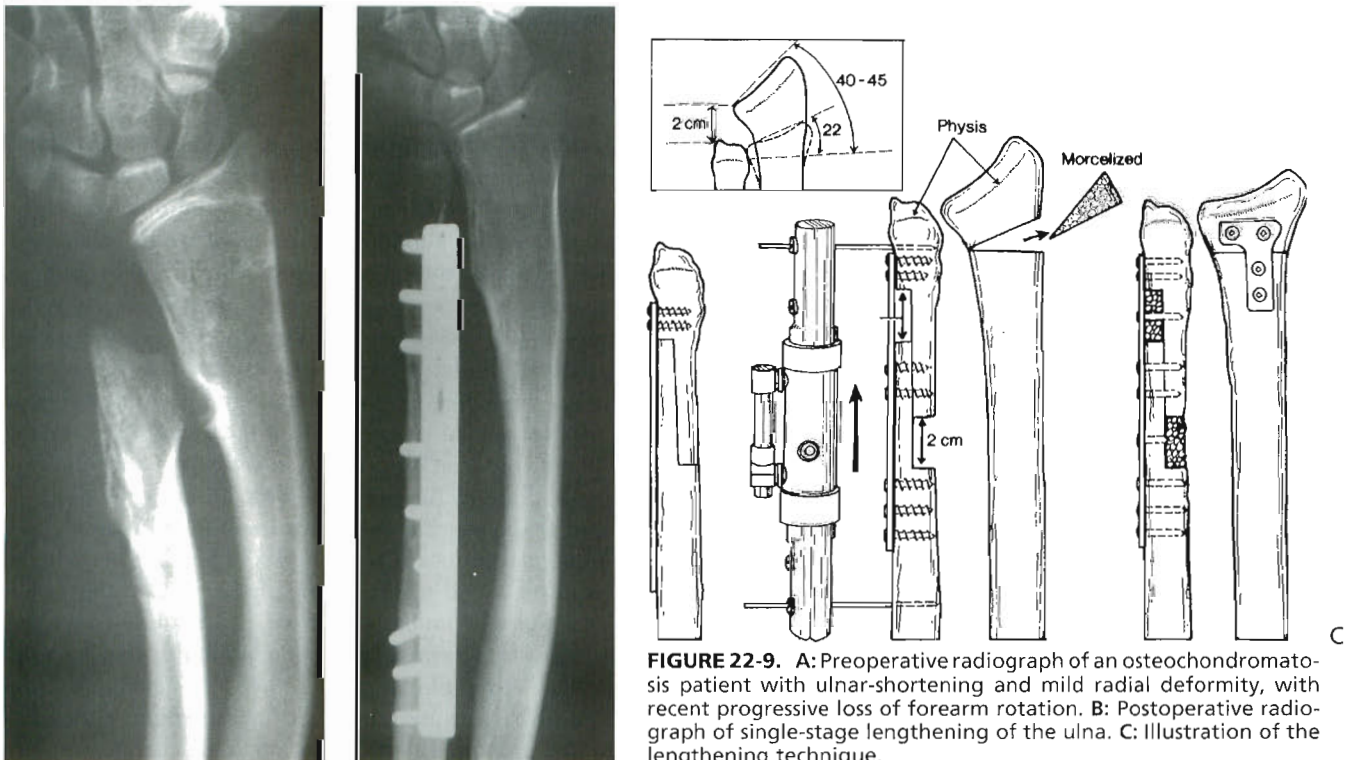 40-45
2 cm
22
Physis
Morcelized
2 cm
C
FIGURE 22-9. A: Preoperative radiograph of an osteochondromato-
sis patient with ulnar-shortening and mild radial deformity, with
recent progressive loss of forearm rotation. B: Postoperative radio-
graph of single-stage lengthening of the ulna. C: Illustration of the
lengthening technique.